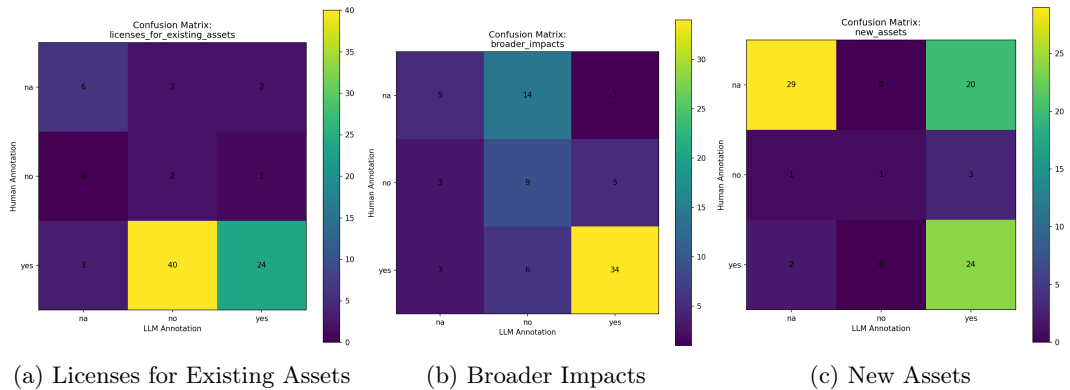 Confusion Matrix:
licenses_for_existing_assets
Human Annotation
na
no
yes
6 2 2
0 2 1
3 40 24
na no yes
LLM Annotation
40
35
30
25
20
15
10
5
0
(a) Licenses for Existing Assets
Confusion Matrix:
broader_impacts
Human Annotation
na
no
yes
5 14 1
3 9 5
3 6 34
na no yes
LLM Annotation
30
25
20
15
10
5
(b) Broader Impacts
Confusion Matrix:
new_assets
Human Annotation
na
no
yes
29 0 20
1 1 3
2 0 24
na no yes
LLM Annotation
25
20
15
10
5
0
(c) New Assets